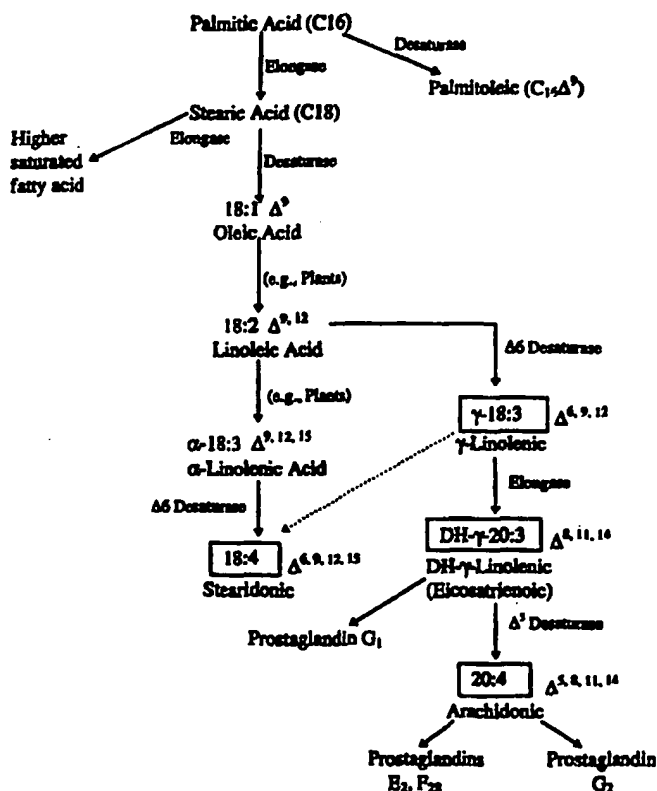 Palmitic Acid (C16)
Desaturase
Elongase
Palmitoleic (C₁₆Δ⁹)
Stearic Acid (C18)
Elongase
Higher
saturated
fatty acid
Desaturase
18:1 Δ⁹
Oleic Acid
(e.g., Plants)
18:2 Δ⁹, ¹²
Linoleic Acid
Δ6 Desaturase
(e.g., Plants)
γ-18:3 Δ⁶, ⁹, ¹²
γ-Linolenic
α-18:3 Δ⁹, ¹², ¹⁵
α-Linolenic Acid
Elongase
Δ6 Desaturase
DH-γ-20:3 Δ⁸, ¹¹, ¹⁴
DH-γ-Linolenic
(Eicosatrienoic)
18:4 Δ⁶, ⁹, ¹², ¹⁵
Stearidonic
Δ⁵ Desaturase
Prostaglandin G₁
20:4 Δ⁵, ⁸, ¹¹, ¹⁴
Arachidonic
Prostaglandins
E₂,
Prostaglandin
G₂